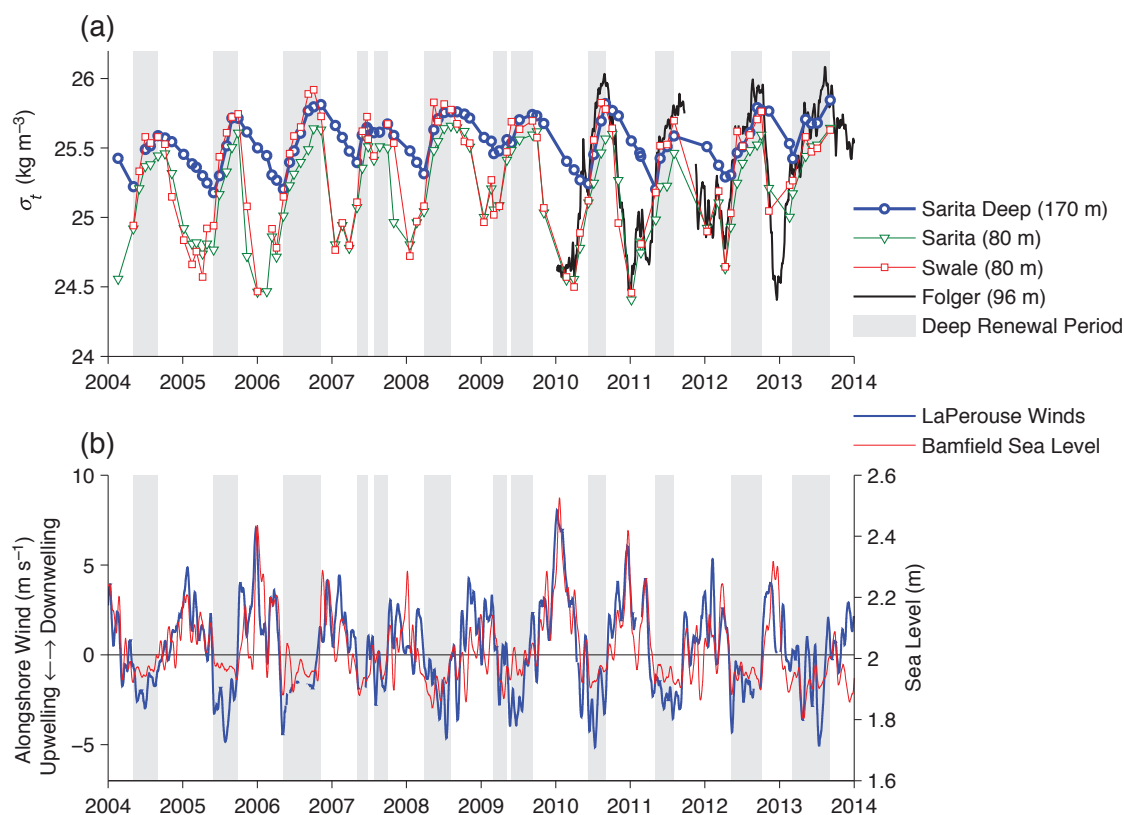 (a)
σt (kg m⁻³)
26
25.5
25
24.5
24
2004 2005 2006 2007 2008 2009 2010 2011 2012 2013 2014
Sarita Deep (170 m)
Sarita (80 m)
Swale (80 m)
Folger (96 m)
Deep Renewal Period
LaPerouse Winds
Bamfield Sea Level
(b)
Alongshore Wind (m s⁻¹)
Upwelling ←–→ Downwelling
10
5
0
−5
2.6
2.4
2.2
2
1.8
1.6
Sea Level (m)
2004 2005 2006 2007 2008 2009 2010 2011 2012 2013 2014